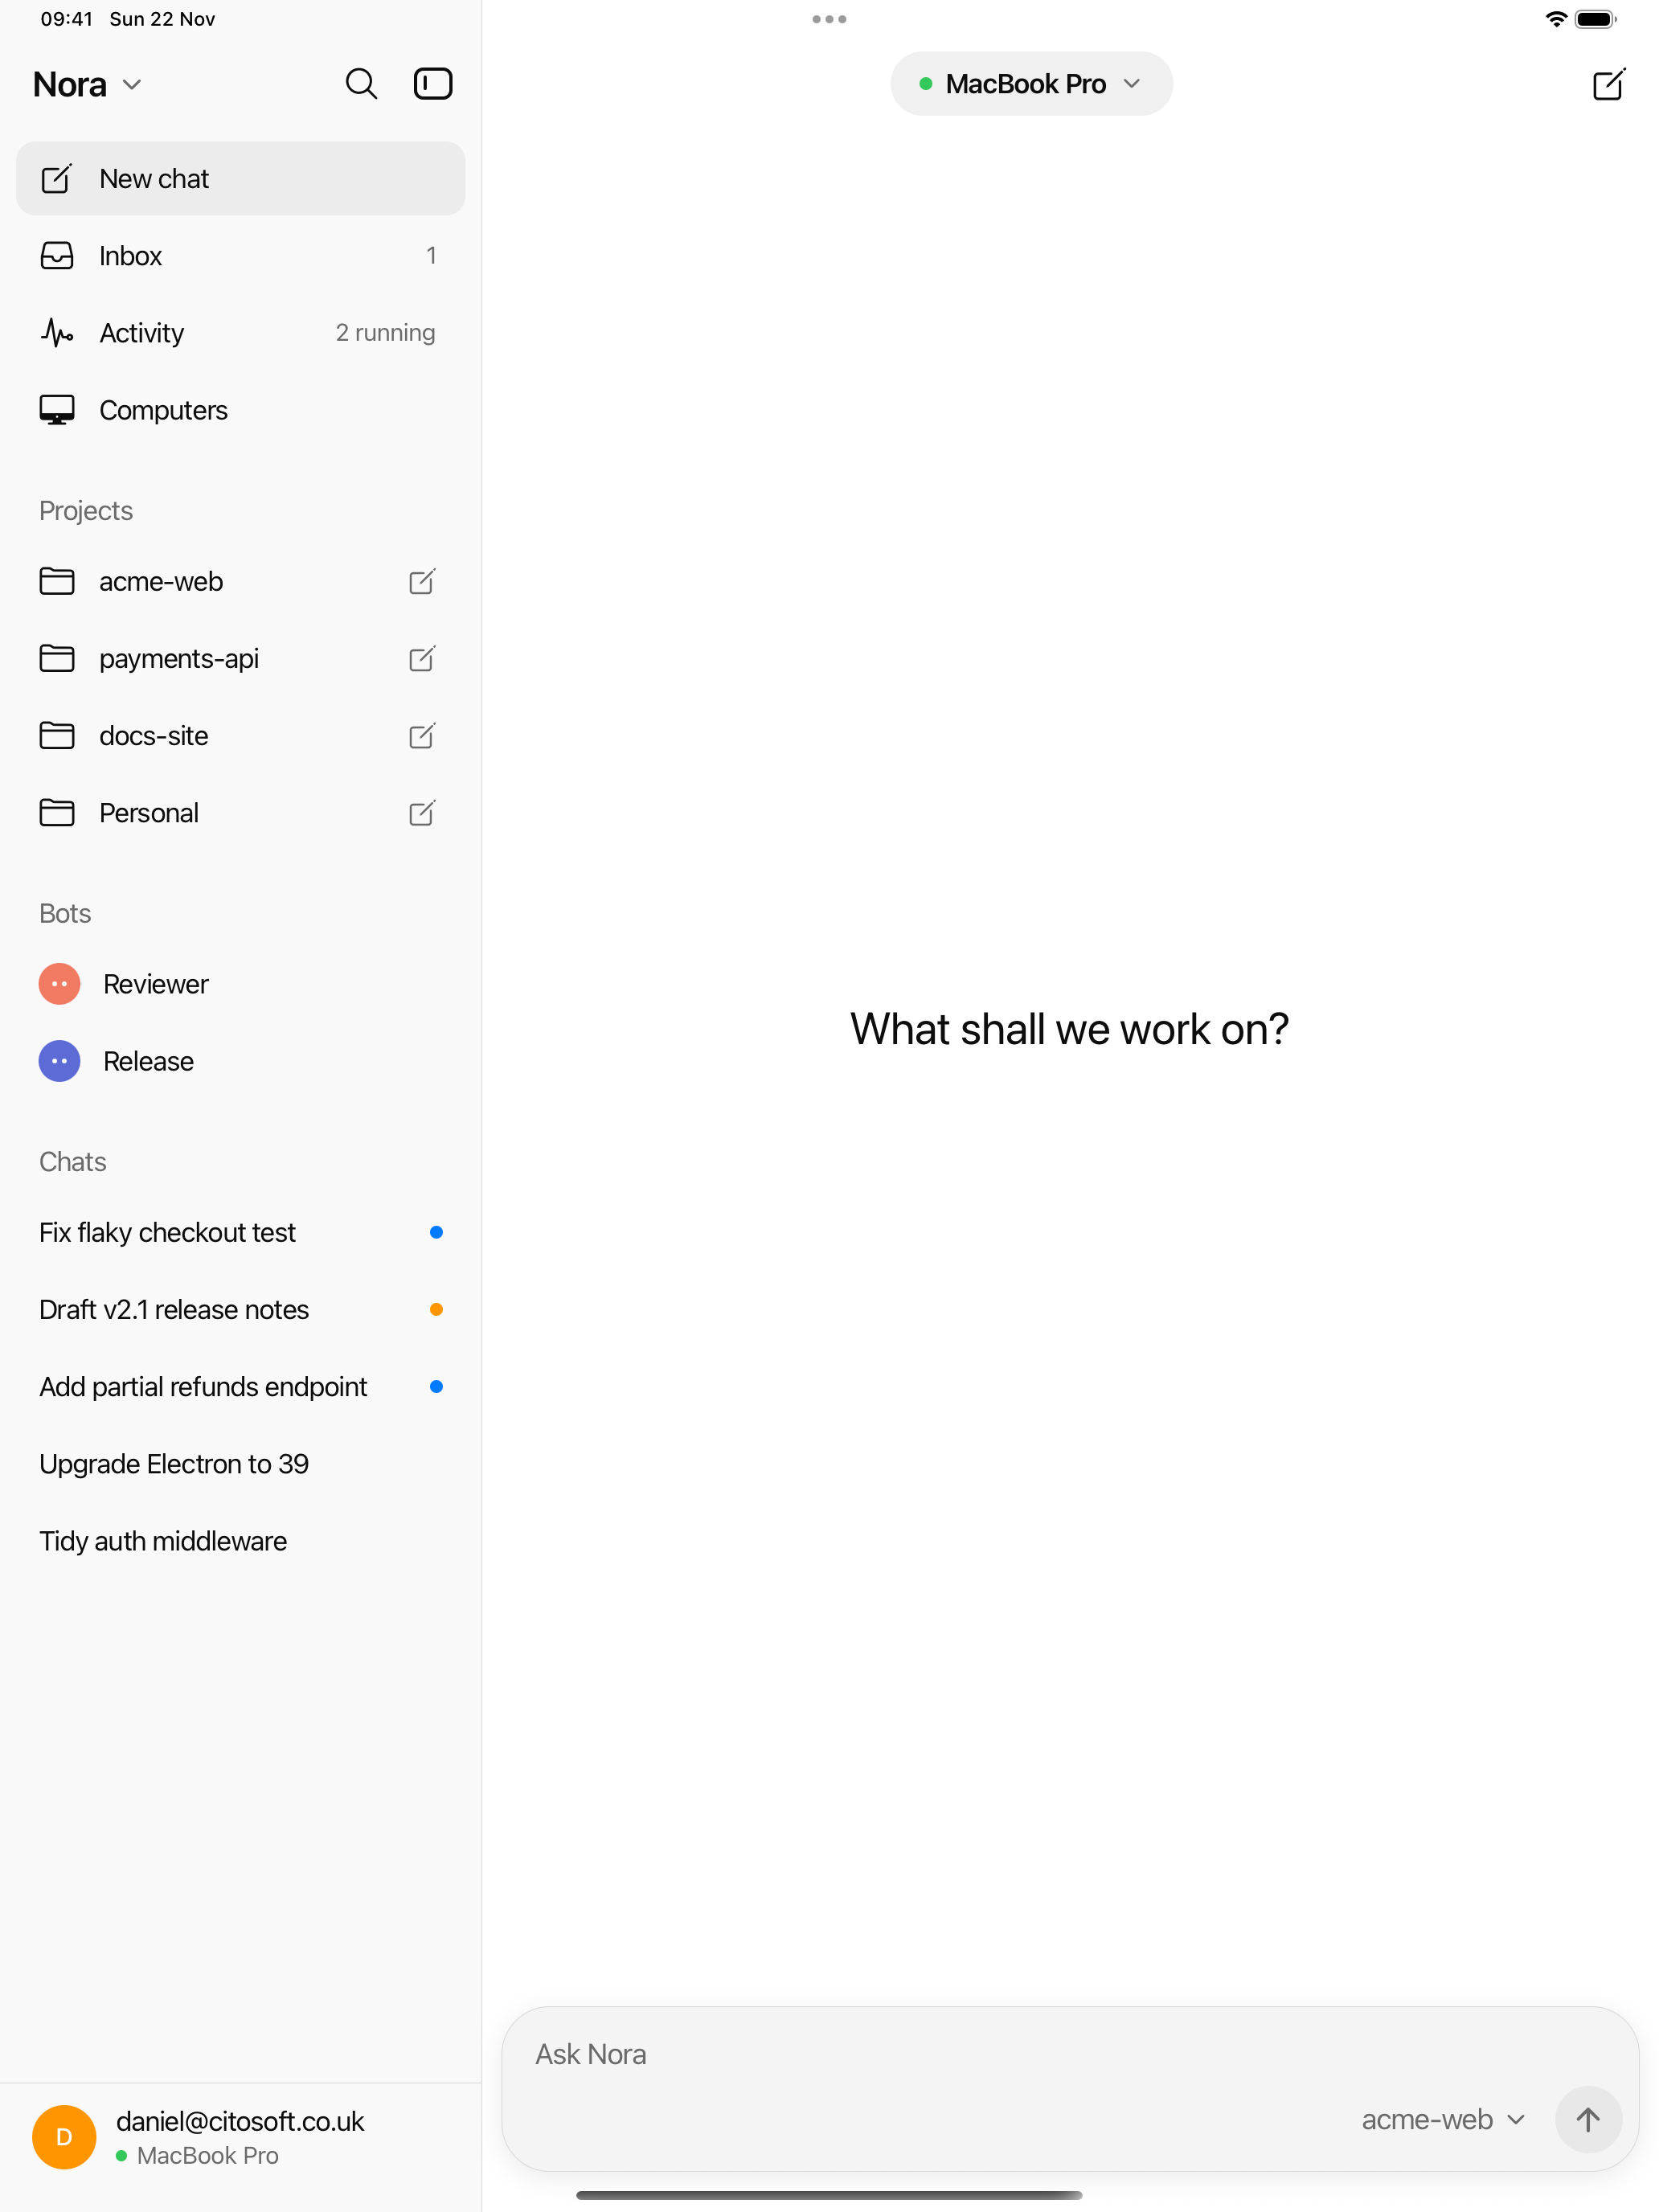 09:41 Sun 22 Nov
Nora
MacBook Pro
New chat
Inbox 1
Activity 2 running
Computers
Projects
acme-web
payments-api
docs-site
Personal
Bots
Reviewer
Release
Chats
Fix flaky checkout test
Draft v2.1 release notes
Add partial refunds endpoint
Upgrade Electron to 39
Tidy auth middleware
D
daniel@citosoft.co.uk
MacBook Pro
What shall we work on?
Ask Nora
acme-web